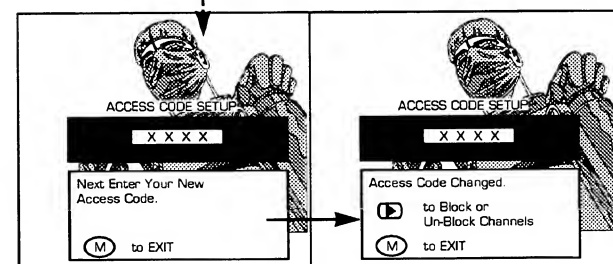 ACCESS CODE SETUP
X X X X
Next Enter Your New
Access Code.
M to EXIT
ACCESS CODE SETUP
X X X X
Access Code Changed.
to Block or
Un-Block Channels
M to EXIT